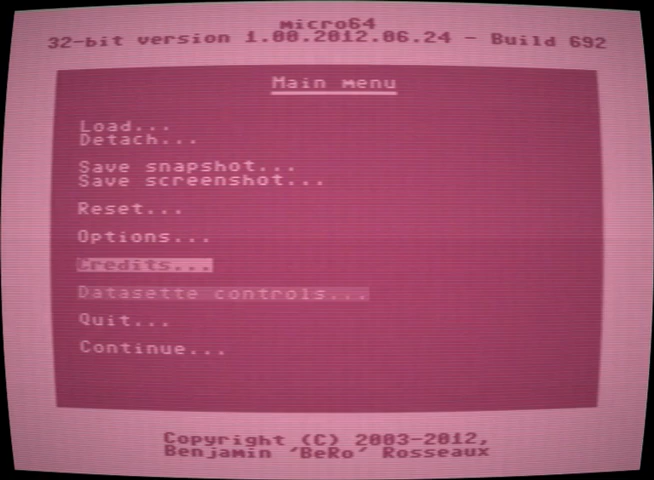 micro64
32-bit version 1.00.2012.06.24 - Build 692
Main menu
Load...
Detach...
Save snapshot...
Save screenshot...
Reset...
Options...
Credits...
Datasette controls...
Quit...
Continue...
Copyright (C) 2003-2012,
Benjamin 'BeRo' Rosseaux